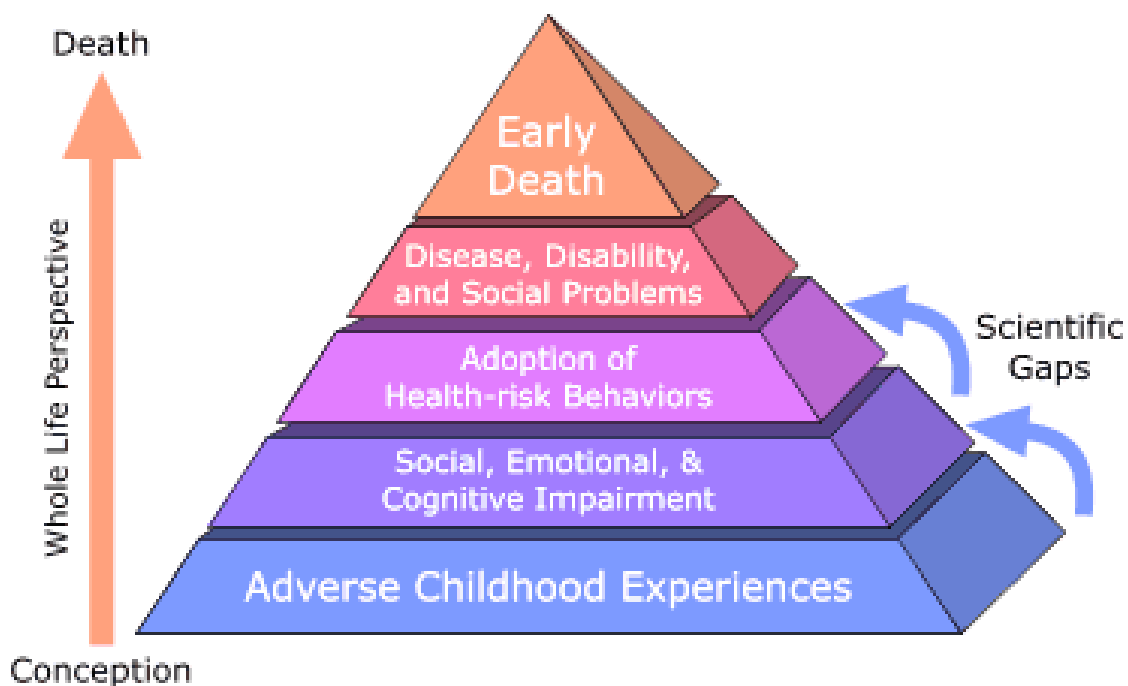 Death
Whole Life Perspective
Conception
Early
Death
Disease, Disability,
and Social Problems
Adoption of
Health-risk Behaviors
Social, Emotional, &
Cognitive Impairment
Adverse Childhood Experiences
Scientific
Gaps